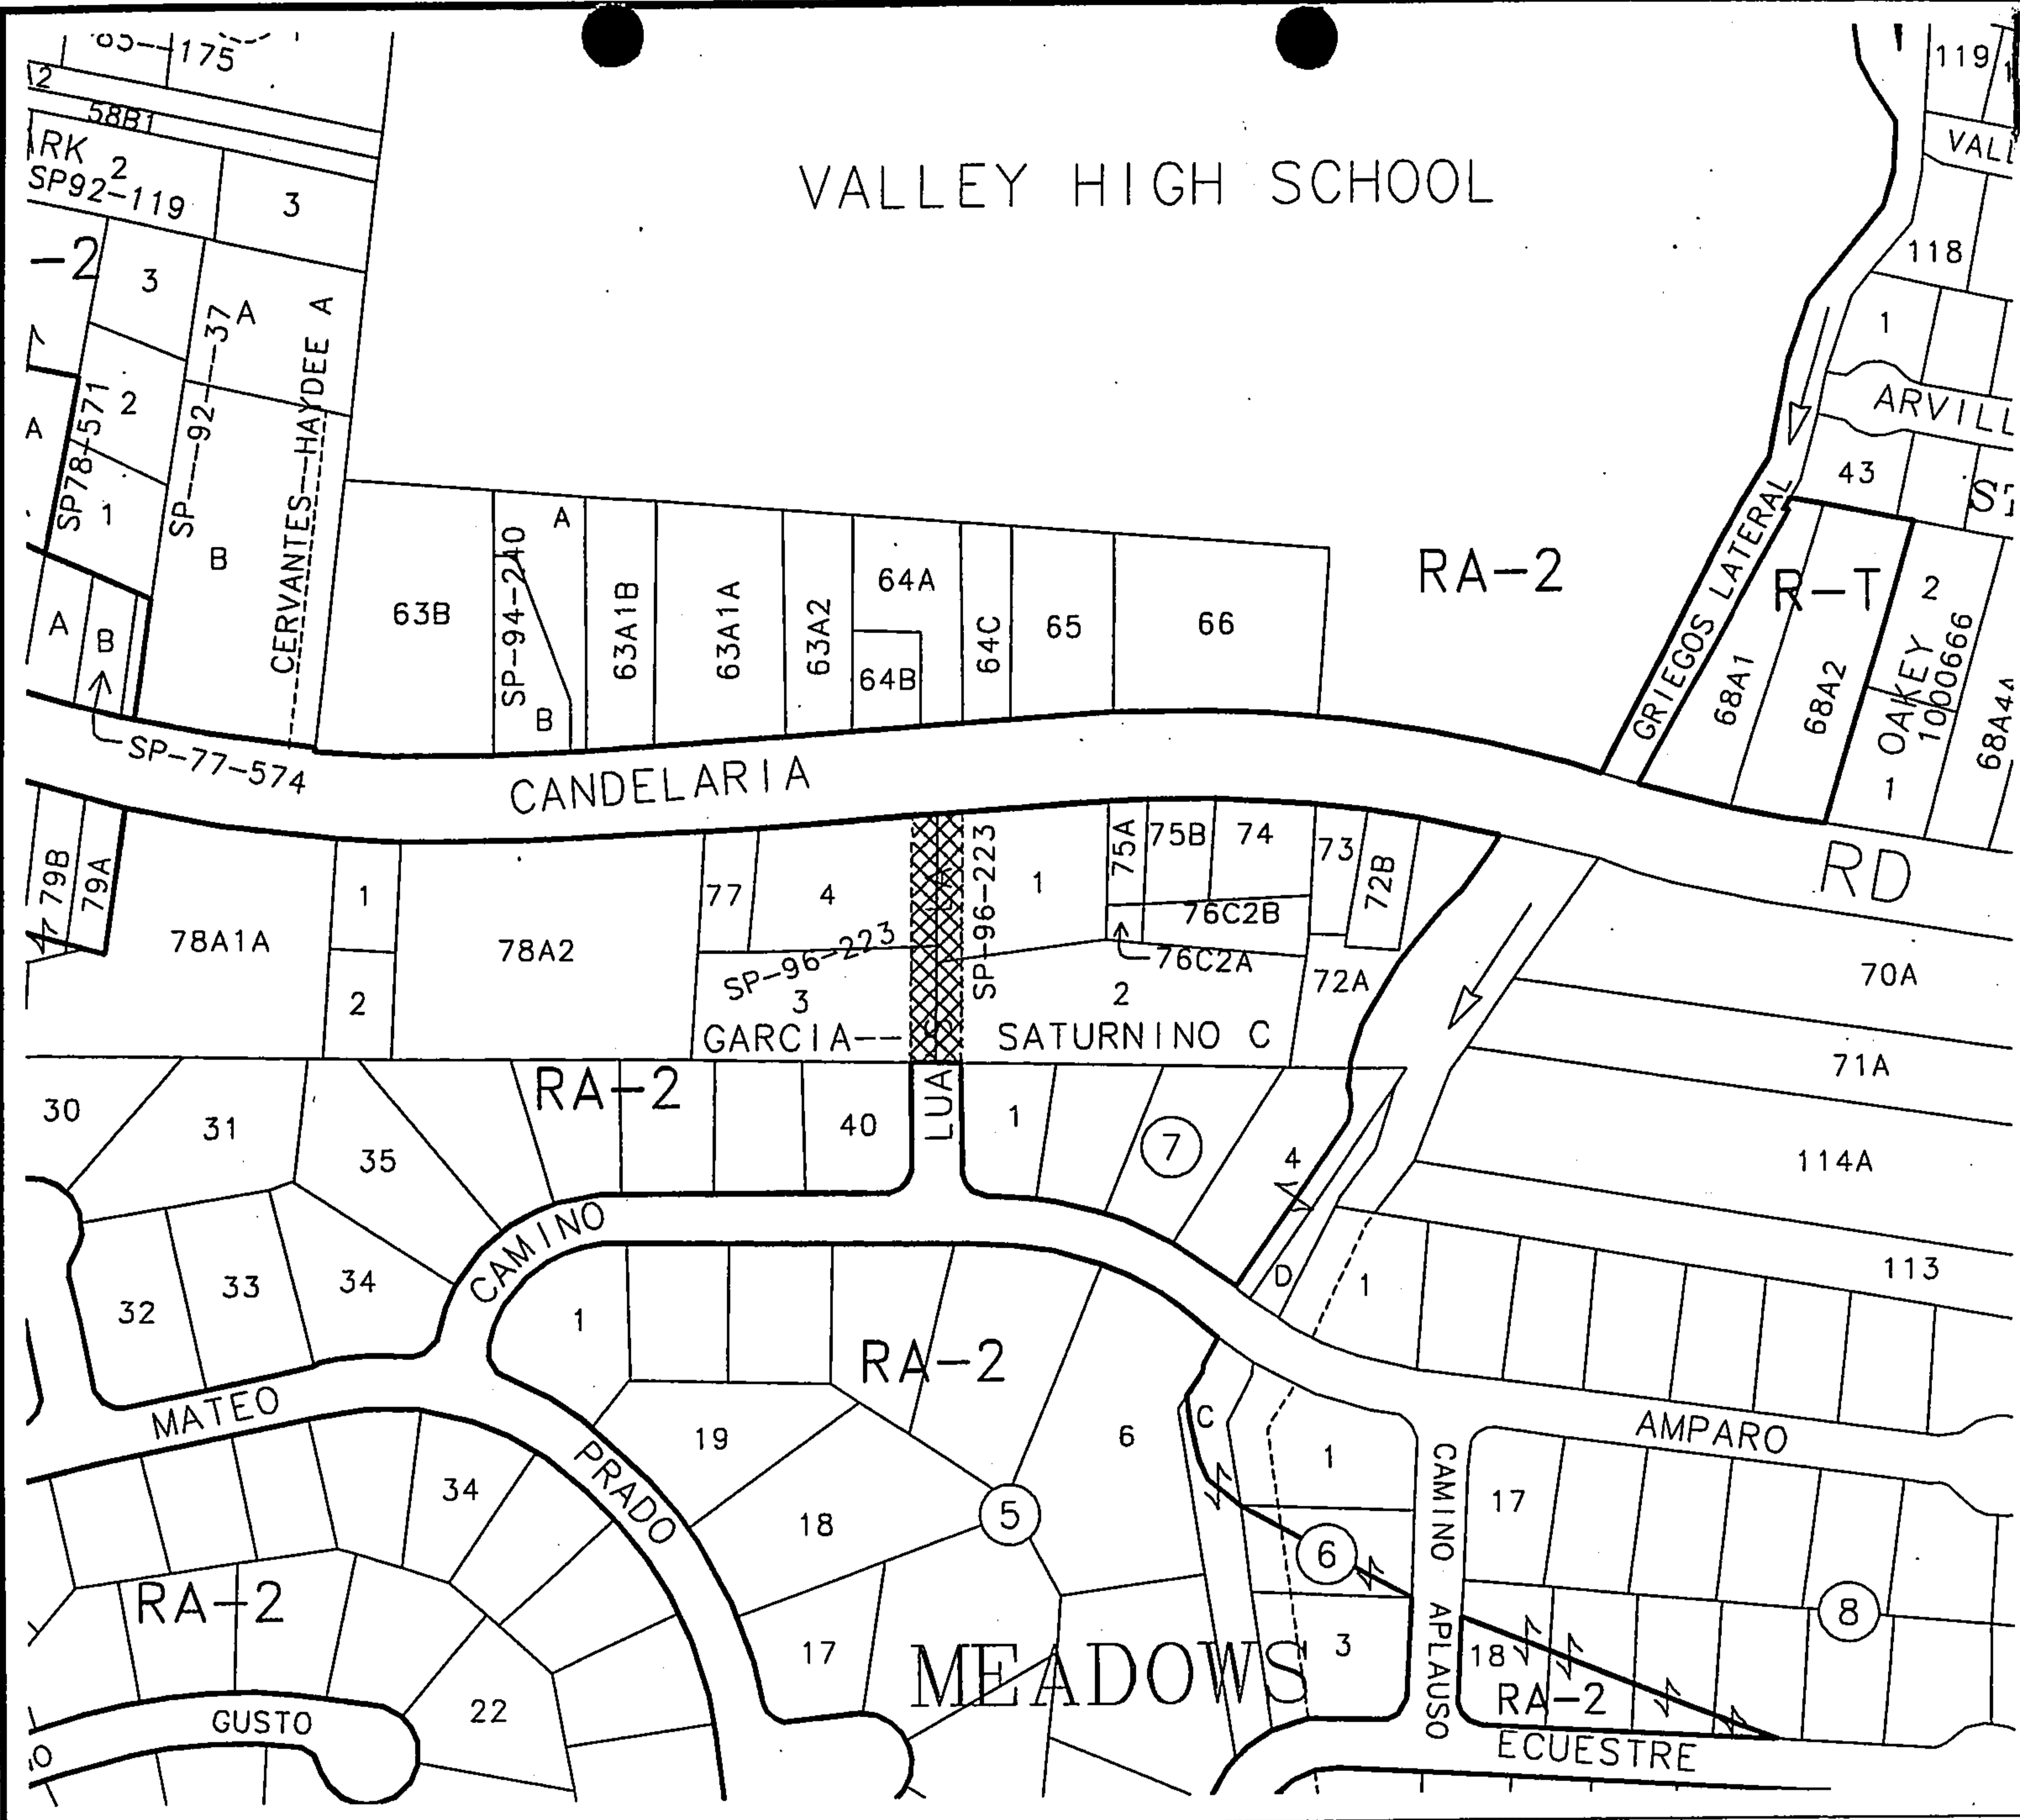 175
119
2
58B1
VALLEY HIGH SCHOOL
2
SP92-119
3
-2
118
3
A
1
SP-92-37
CERVANTES--HAYDEE A
2
A
SP78-571
43
1
B
A
SP-94-240
B
63B
63A1B
63A1A
63A2
64A
64B
64C
65
66
RA-2
GRIEGOS LATERAL
R-T
68A1
68A2
2
OAKEY
1000666
1
A
B
SP-77-574
CANDELARIA
RD
79B
79A
78A1A
1
2
78A2
77
4
SP-96-223
SP-96-223
3
1
75A
75B
74
73
72B
76C2B
76C2A
2
72A
70A
GARCIA--
SATURNINO C
71A
30
31
35
RA-2
40
LUA
1
7
4
114A
32
33
34
CAMINO
D
1
113
1
RA-2
MATEO
19
6
C
1
AMPARO
34
PRADO
18
5
6
CAMINO APLAUSO
17
RA-2
8
17
MEADOWS
3
18
RA-2
GUSTO
22
ECUESTRE